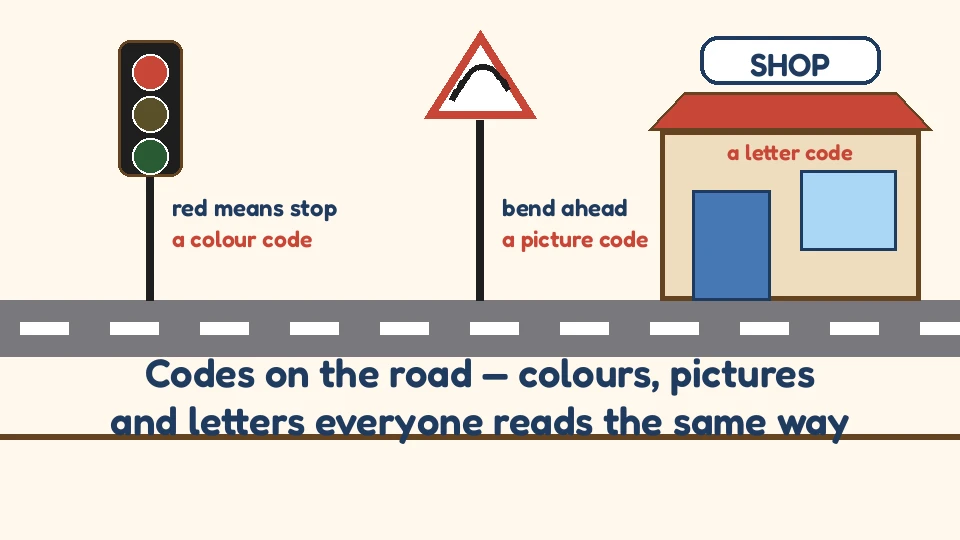 SHOP
a letter code
red means stop
a colour code
bend ahead
a picture code
Codes on the road — colours, pictures
and letters everyone reads the same way